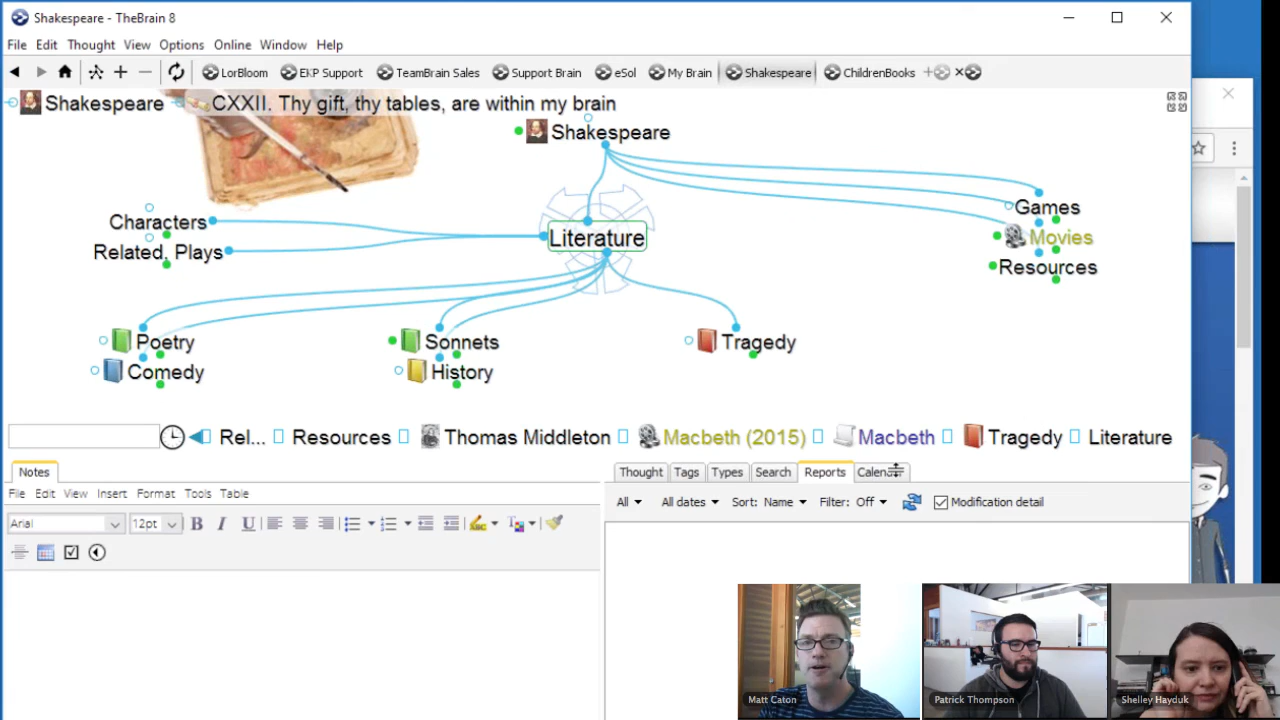 Shakespeare - TheBrain 8
File Edit Thought View Options Online Window Help
LorBloom EKP Support TeamBrain Sales Support Brain eSol My Brain Shakespeare ChildrenBooks
Shakespeare CXXII. Thy gift, thy tables, are within my brain
Shakespeare
Characters
Related. Plays
Literature
Games
Movies
Resources
Poetry
Comedy
Sonnets
History
Tragedy
Rel... Resources Thomas Middleton Macbeth (2015) Macbeth Tragedy Literature
Notes
File Edit View Insert Format Tools Table
Arial 12pt B I U
Thought Tags Types Search Reports
All All dates Sort: Name Filter: Off Modification detail
Matt Caton
Patrick Thompson
Shelley Hayduk